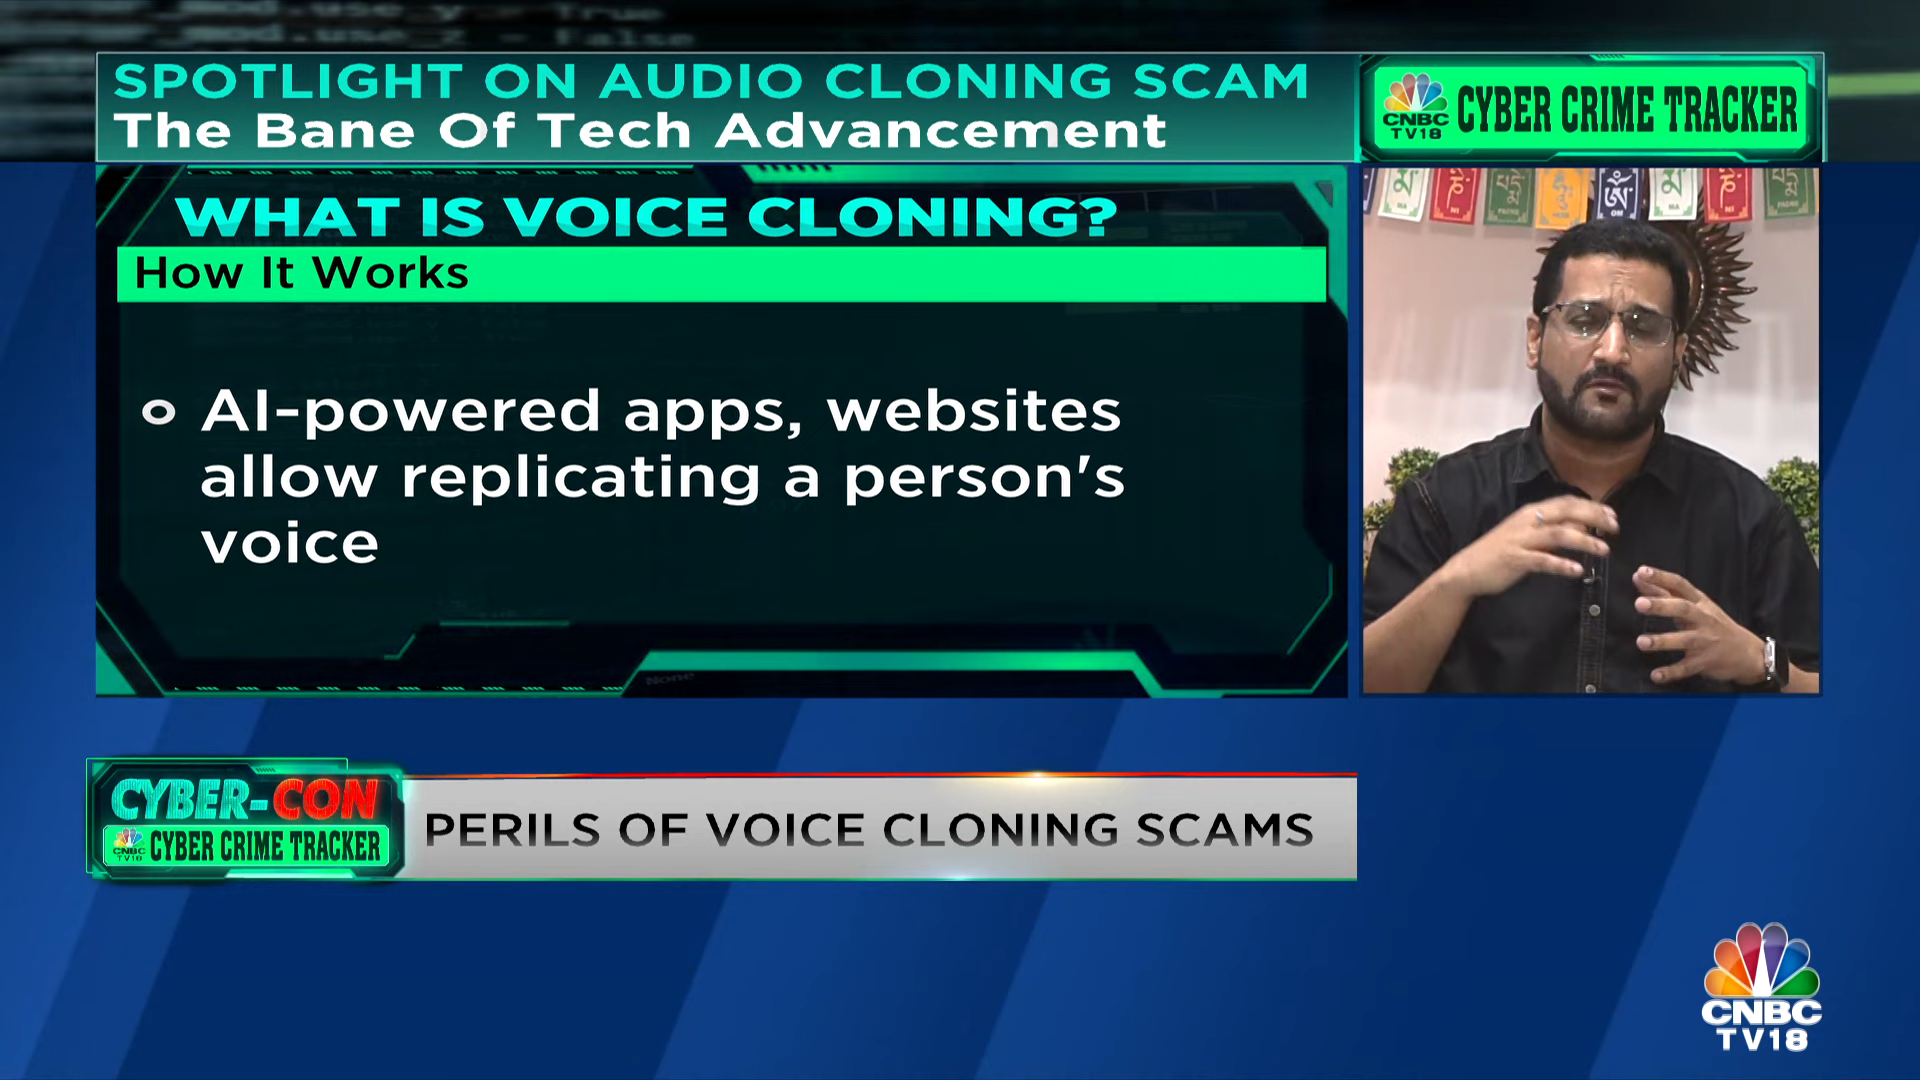 SPOTLIGHT ON AUDIO CLONING SCAM
The Bane Of Tech Advancement
CNBC
TV18
CYBER CRIME TRACKER
WHAT IS VOICE CLONING?
How It Works
o AI-powered apps, websites
allow replicating a person's
voice
None
CYBER-CON
CNBC
TV18
CYBER CRIME TRACKER
PERILS OF VOICE CLONING SCAMS
CNBC
TV18